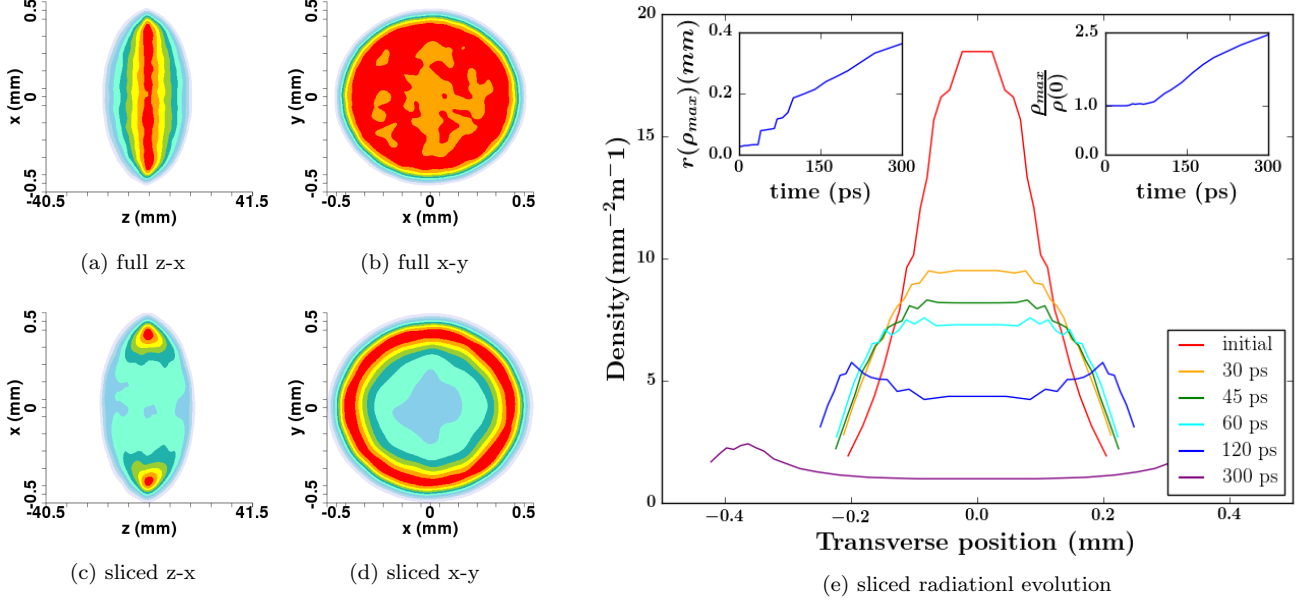 0.5
x (mm)
0
-0.5
-40.5
41.5
z (mm)
(a) full z-x
0.5
y (mm)
0
-0.5
-0.5
0
0.5
x (mm)
(b) full x-y
0.5
x (mm)
0
-0.5
-40.5
41.5
z (mm)
(c) sliced z-x
0.5
y (mm)
0
-0.5
-0.5
0
0.5
x (mm)
(d) sliced x-y
20
15
10
5
0
Density(mm−2m−1)
−0.4
−0.2
0.0
0.2
0.4
Transverse position (mm)
0.4
0.2
0.0
r(ρmax)(mm)
0
150
300
time (ps)
2.5
1.0
0.0
ρmax
ρ(0)
0
150
300
time (ps)
initial
30 ps
45 ps
60 ps
120 ps
300 ps
(e) sliced radiationl evolution